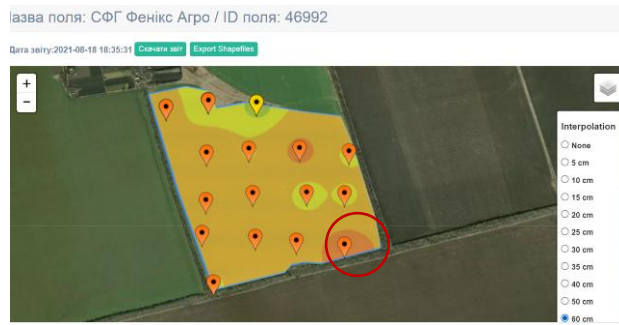 Назва поля: СФГ Фенікс Агро / ID поля: 46992
Дата звіту:2021-08-18 18:35:31 Скачати звіт Export Shapefiles
+
−
Interpolation
None
5 cm
10 cm
15 cm
20 cm
25 cm
30 cm
35 cm
40 cm
50 cm
60 cm